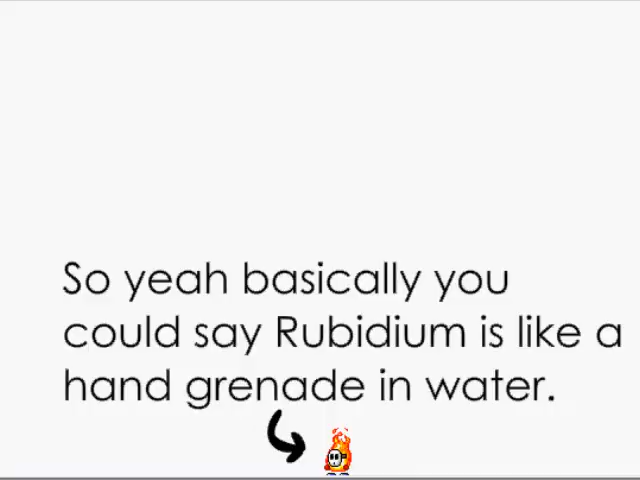 So yeah basically you
could say Rubidium is like a
hand grenade in water.